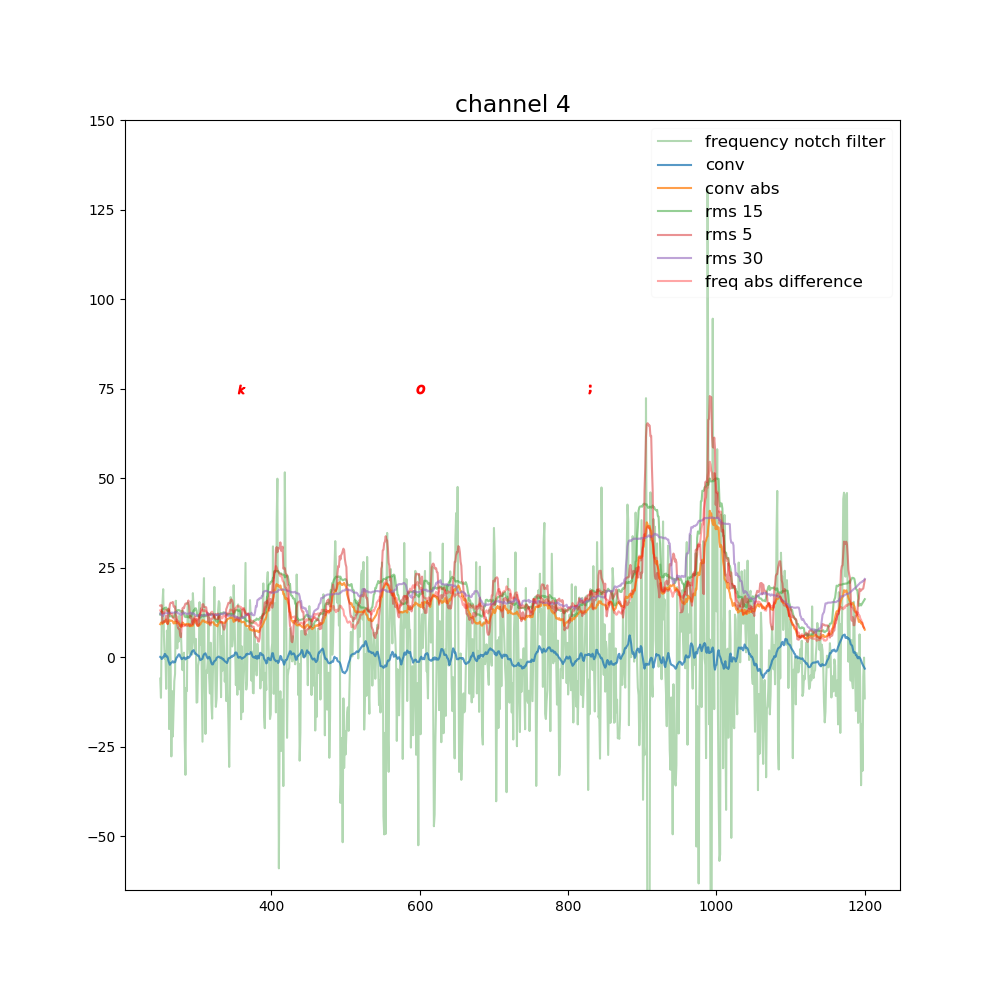 channel 4
150
frequency notch filter
conv
conv abs
rms 15
rms 5
rms 30
freq abs difference
125
100
75
k o ;
50
25
0
−25
−50
400 600 800 1000 1200